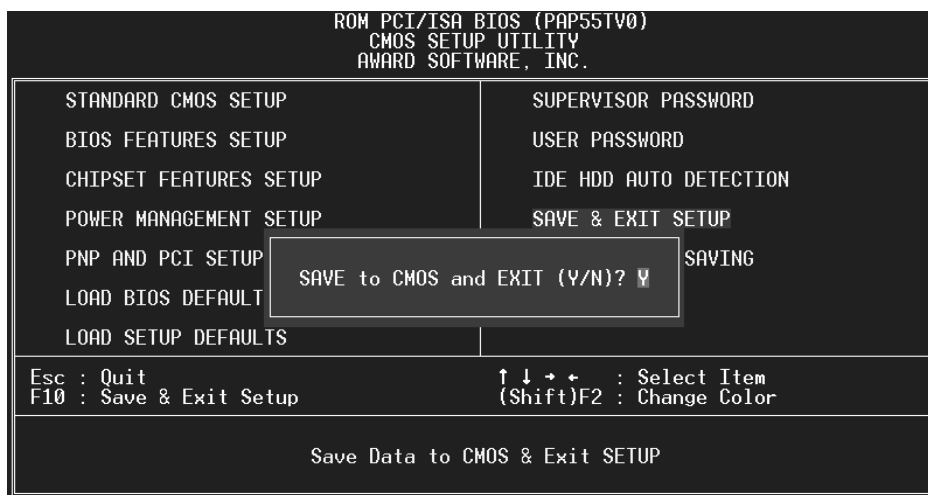 ROM PCI/ISA BIOS (PAP55TV0)
CMOS SETUP UTILITY
AWARD SOFTWARE, INC.
STANDARD CMOS SETUP
BIOS FEATURES SETUP
CHIPSET FEATURES SETUP
POWER MANAGEMENT SETUP
PNP AND PCI SETUP
LOAD BIOS DEFAULT
LOAD SETUP DEFAULTS
SUPERVISOR PASSWORD
USER PASSWORD
IDE HDD AUTO DETECTION
SAVE & EXIT SETUP
SAVING
SAVE to CMOS and EXIT (Y/N)? Y
Esc : Quit
F10 : Save & Exit Setup
↑ ↓ → ← : Select Item
(Shift)F2 : Change Color
Save Data to CMOS & Exit SETUP